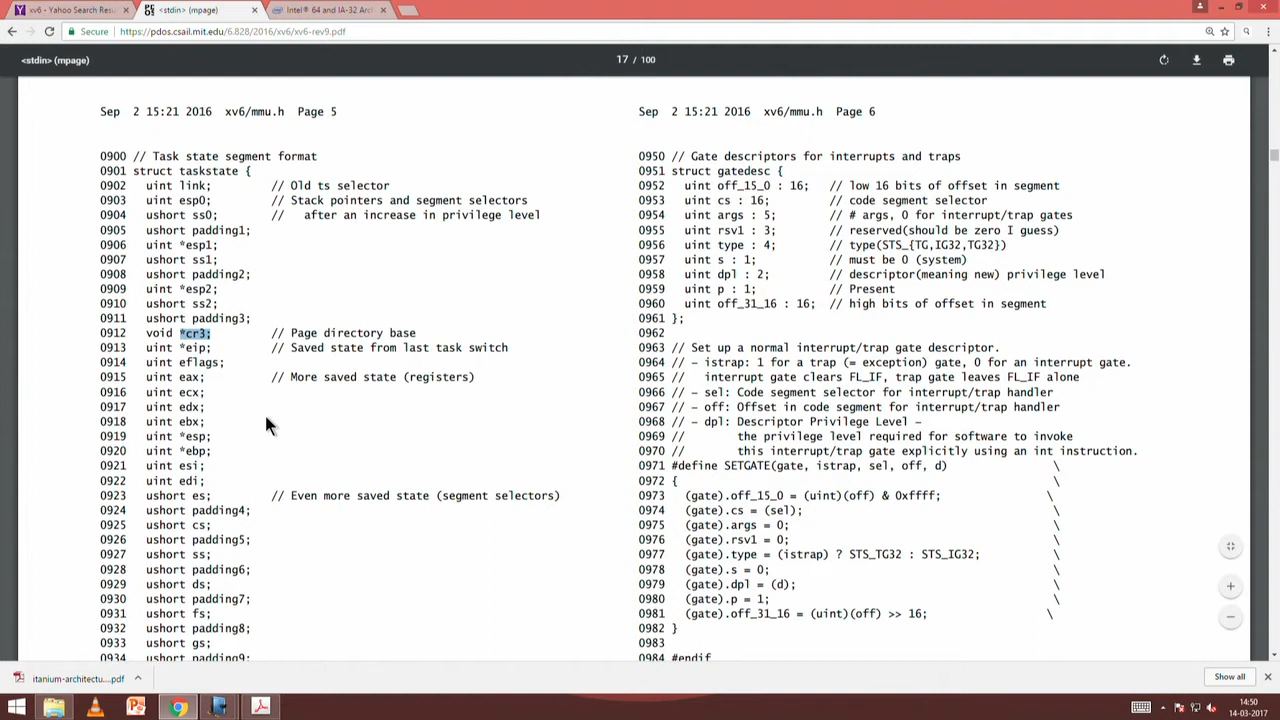 xv6 - Yahoo Search Resu
<stdin> (mpage)
Intel® 64 and IA-32 Arc
Secure
https://pdos.csail.mit.edu/6.828/2016/xv6/xv6-rev9.pdf
<stdin> (mpage)
17 / 100
Sep 2 15:21 2016 xv6/mmu.h Page 5
0900 // Task state segment format
0901 struct taskstate {
0902 uint link; // Old ts selector
0903 uint esp0; // Stack pointers and segment selectors
0904 ushort ss0; // after an increase in privilege level
0905 ushort padding1;
0906 uint *esp1;
0907 ushort ss1;
0908 ushort padding2;
0909 uint *esp2;
0910 ushort ss2;
0911 ushort padding3;
0912 void *cr3; // Page directory base
0913 uint *eip; // Saved state from last task switch
0914 uint eflags;
0915 uint eax; // More saved state (registers)
0916 uint ecx;
0917 uint edx;
0918 uint ebx;
0919 uint *esp;
0920 uint *ebp;
0921 uint esi;
0922 uint edi;
0923 ushort es; // Even more saved state (segment selectors)
0924 ushort padding4;
0925 ushort cs;
0926 ushort padding5;
0927 ushort ss;
0928 ushort padding6;
0929 ushort ds;
0930 ushort padding7;
0931 ushort fs;
0932 ushort padding8;
0933 ushort gs;
0934 ushort padding9;
Sep 2 15:21 2016 xv6/mmu.h Page 6
0950 // Gate descriptors for interrupts and traps
0951 struct gatedesc {
0952 uint off_15_0 : 16; // low 16 bits of offset in segment
0953 uint cs : 16; // code segment selector
0954 uint args : 5; // # args, 0 for interrupt/trap gates
0955 uint rsv1 : 3; // reserved(should be zero I guess)
0956 uint type : 4; // type(STS_{TG,IG32,TG32})
0957 uint s : 1; // must be 0 (system)
0958 uint dpl : 2; // descriptor(meaning new) privilege level
0959 uint p : 1; // Present
0960 uint off_31_16 : 16; // high bits of offset in segment
0961 };
0962
0963 // Set up a normal interrupt/trap gate descriptor.
0964 // - istrap: 1 for a trap (= exception) gate, 0 for an interrupt gate.
0965 // interrupt gate clears FL_IF, trap gate leaves FL_IF alone
0966 // - sel: Code segment selector for interrupt/trap handler
0967 // - off: Offset in code segment for interrupt/trap handler
0968 // - dpl: Descriptor Privilege Level -
0969 // the privilege level required for software to invoke
0970 // this interrupt/trap gate explicitly using an int instruction.
0971 #define SETGATE(gate, istrap, sel, off, d) \
0972 { \
0973 (gate).off_15_0 = (uint)(off) & 0xffff; \
0974 (gate).cs = (sel); \
0975 (gate).args = 0; \
0976 (gate).rsv1 = 0; \
0977 (gate).type = (istrap) ? STS_TG32 : STS_IG32; \
0978 (gate).s = 0; \
0979 (gate).dpl = (d); \
0980 (gate).p = 1; \
0981 (gate).off_31_16 = (uint)(off) >> 16; \
0982 }
0983
0984 #endif
itanium-architectu....pdf
Show all
14:50
14-03-2017